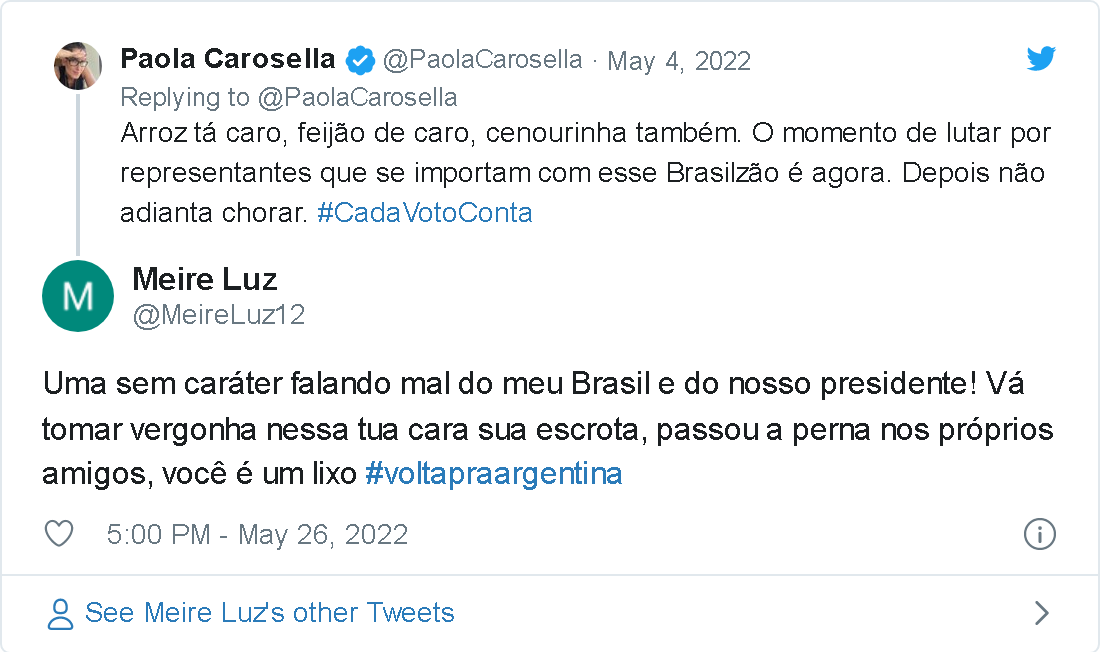 Paola Carosella @PaolaCarosella · May 4, 2022
Replying to @PaolaCarosella
Arroz tá caro, feijão de caro, cenourinha também. O momento de lutar por
representantes que se importam com esse Brasilzão é agora. Depois não
adianta chorar. #CadaVotoConta
M
Meire Luz
@MeireLuz12
Uma sem caráter falando mal do meu Brasil e do nosso presidente! Vá
tomar vergonha nessa tua cara sua escrota, passou a perna nos próprios
amigos, você é um lixo #voltapraargentina
5:00 PM - May 26, 2022
See Meire Luz's other Tweets